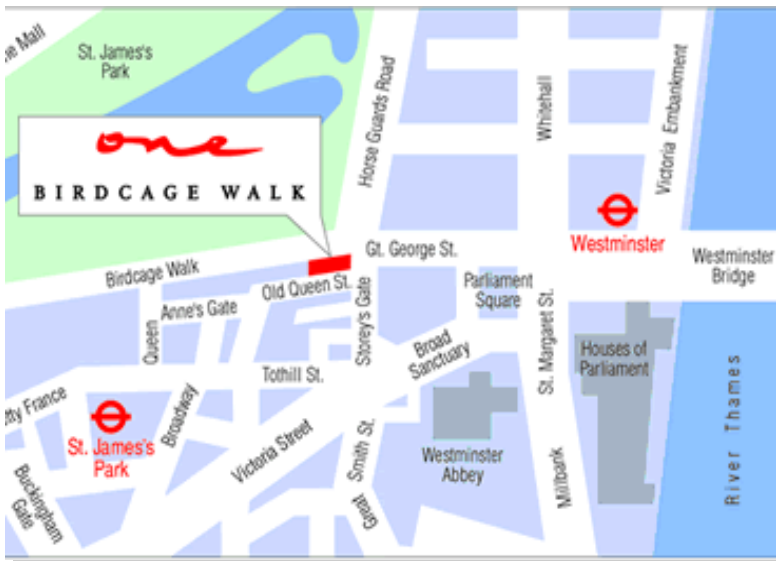 he Mall
St. James's
Park
Horse Guards Road
Whitehall
Victoria Embankment
one
BIRDCAGE WALK
Westminster
Gt. George St.
Westminster
Bridge
Birdcage Walk
Old Queen St.
Anne's Gate
Queen
Storey's Gate
Parliament
Square
St. Margaret St.
Broad
Sanctuary
Houses of
Parliament
Tothill St.
tty France
Broadway
St. James's
Park
Victoria Street
Great Smith St.
Westminster
Abbey
Millbank
River Thames
Buckingham
Gate